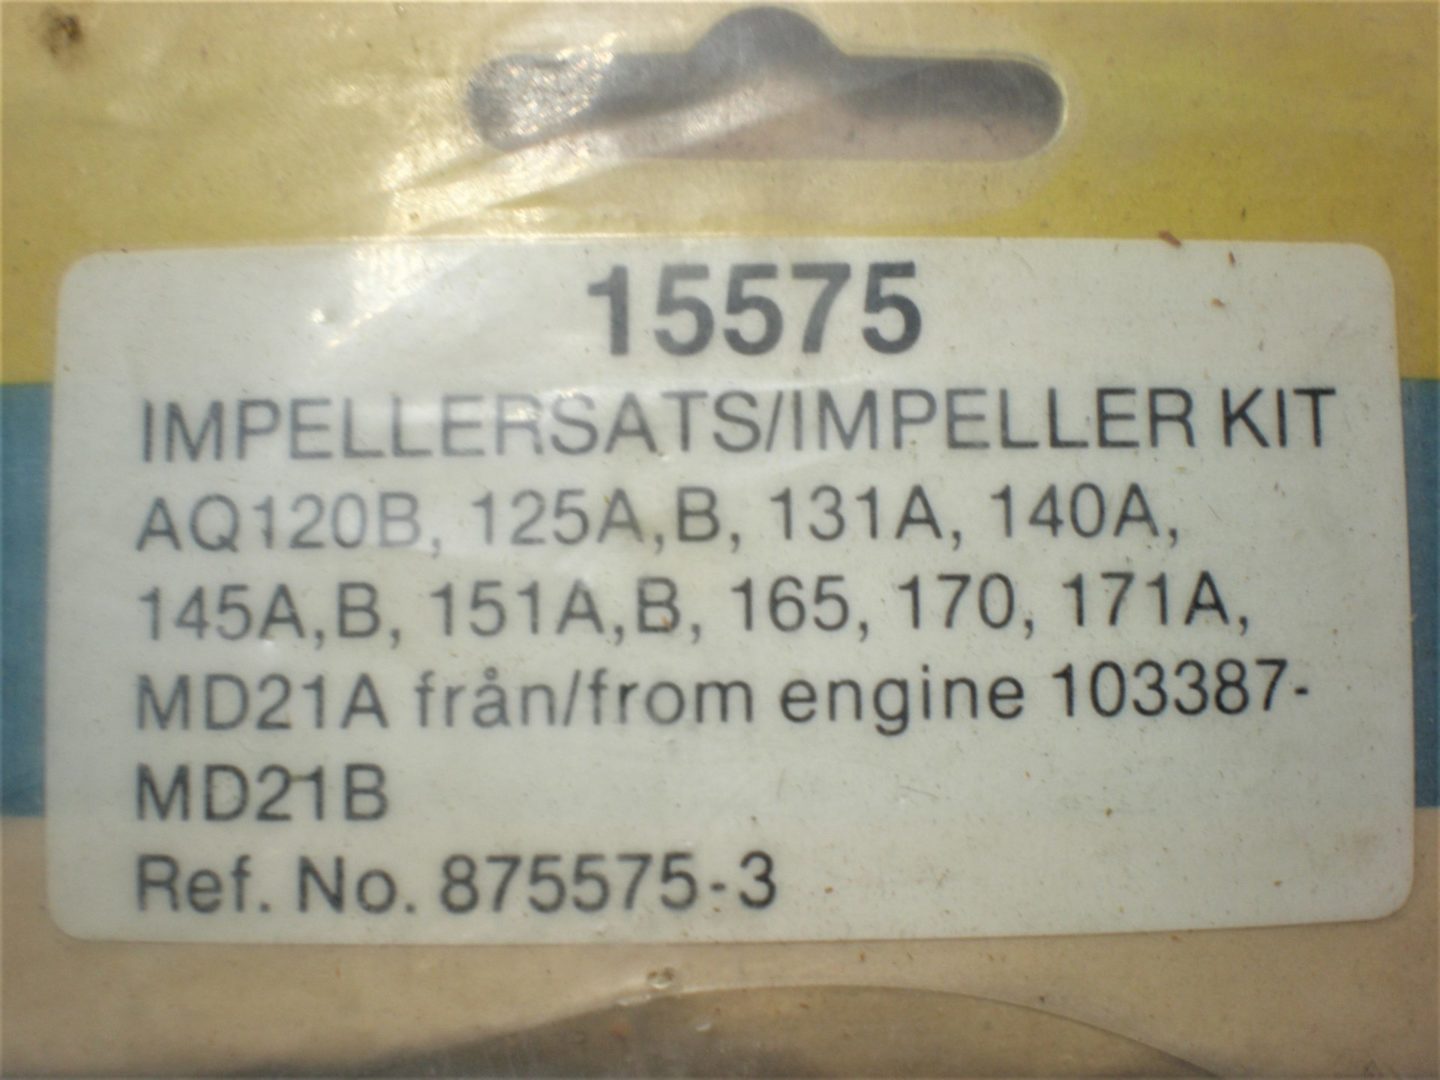 15575
IMPELLERSATS/IMPELLER KIT
AQ120B, 125A,B, 131A, 140A,
145A,B, 151A,B, 165, 170, 171A,
MD21A från/from engine 103387-
MD21B
Ref. No. 875575-3